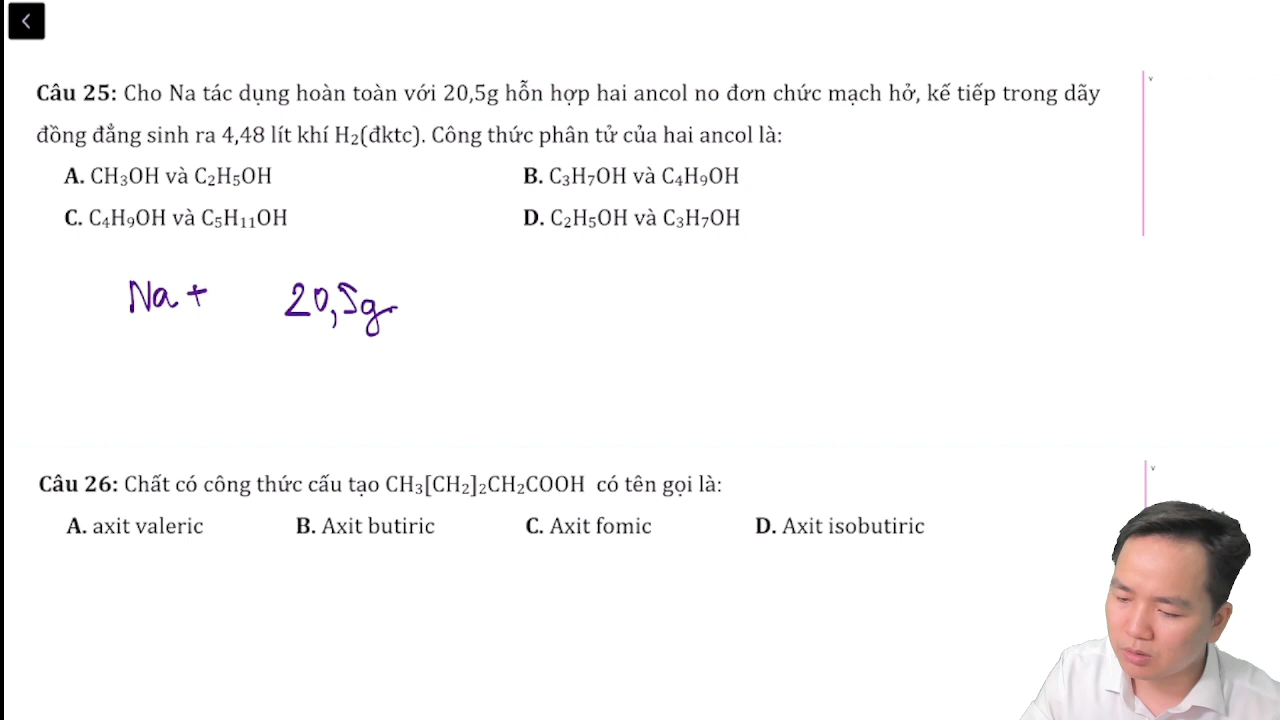 Câu 25: Cho Na tác dụng hoàn toàn với 20,5g hỗn hợp hai ancol no đơn chức mạch hở, kế tiếp trong dãy
đồng đẳng sinh ra 4,48 lít khí H₂(đktc). Công thức phân tử của hai ancol là:
A. CH₃OH và C₂H₅OH B. C₃H₇OH và C₄H₉OH
C. C₄H₉OH và C₅H₁₁OH D. C₂H₅OH và C₃H₇OH
Na + 20,5g
Câu 26: Chất có công thức cấu tạo CH₃[CH₂]₂CH₂COOH có tên gọi là:
A. axit valeric B. Axit butiric C. Axit fomic D. Axit isobutiric